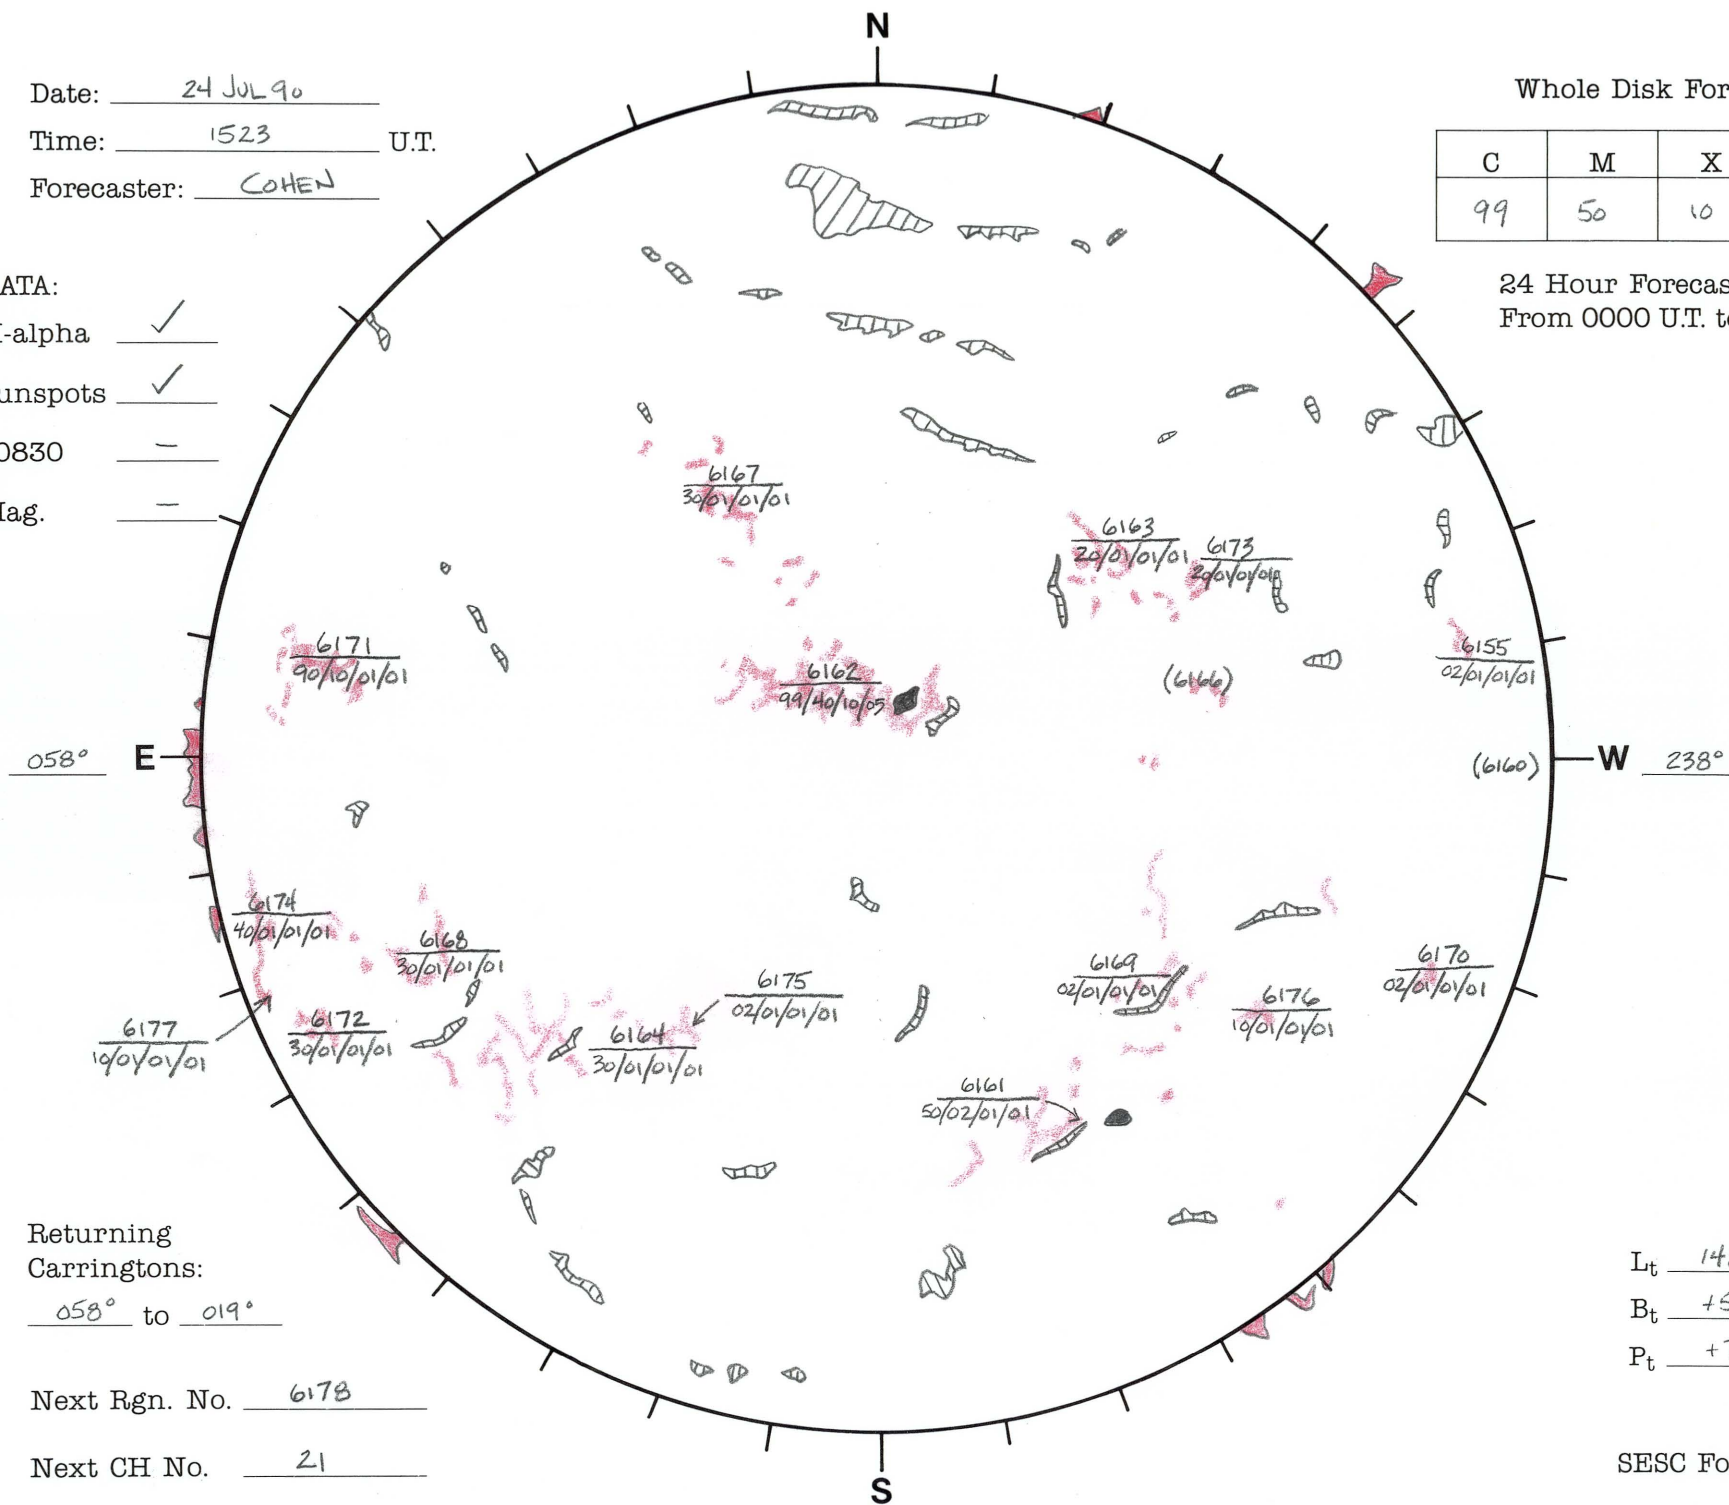 N
Date: 24 JUL 90
Time: 1523 U.T.
Forecaster: COHEN
Whole Disk For
C M X
99 50 10
24 Hour Forecas
From 0000 U.T. to
ATA:
I-alpha ✓
unspots ✓
0830 —
Mag. —
6167
30/01/01/01
6163
20/01/01/01
6173
20/01/01/01
6171
90/10/01/01
6162
99/40/10/05
(6166)
6155
02/01/01/01
058° E
(6160) W 238°
6174
40/01/01/01
6168
30/01/01/01
6177
10/01/01/01
6172
30/01/01/01
6175
02/01/01/01
6164
30/01/01/01
6169
02/01/01/01
6170
02/01/01/01
6176
10/01/01/01
6161
50/02/01/01
Returning
Carringtons:
058° to 019°
Next Rgn. No. 6178
Next CH No. 21
Lt 14
Bt +5
Pt +7
SESC Fo
S